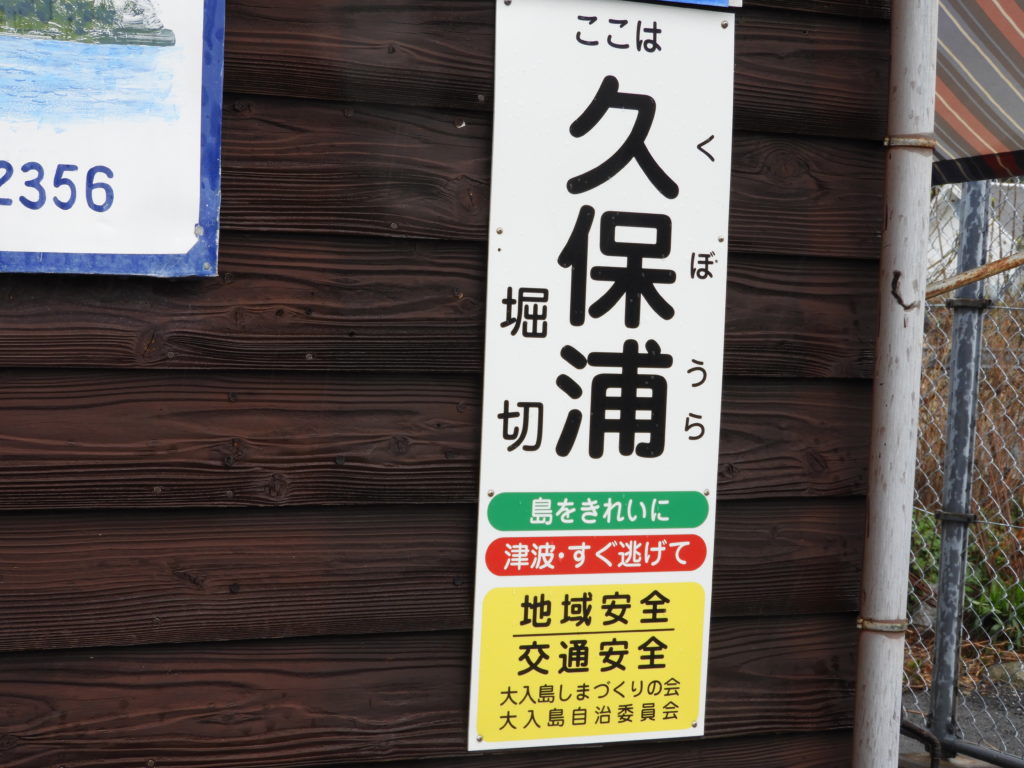 2356
ここは
久保浦
くぼうら
堀切
島をきれいに
津波・すぐ逃げて
地域安全
交通安全
大入島しまづくりの会
大入島自治委員会